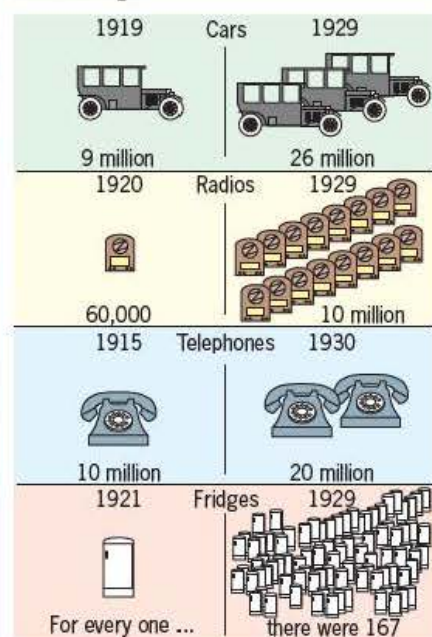 1919 Cars 1929
9 million 26 million
1920 Radios 1929
60,000 10 million
1915 Telephones 1930
10 million 20 million
1921 Fridges 1929
For every one ... there were 167